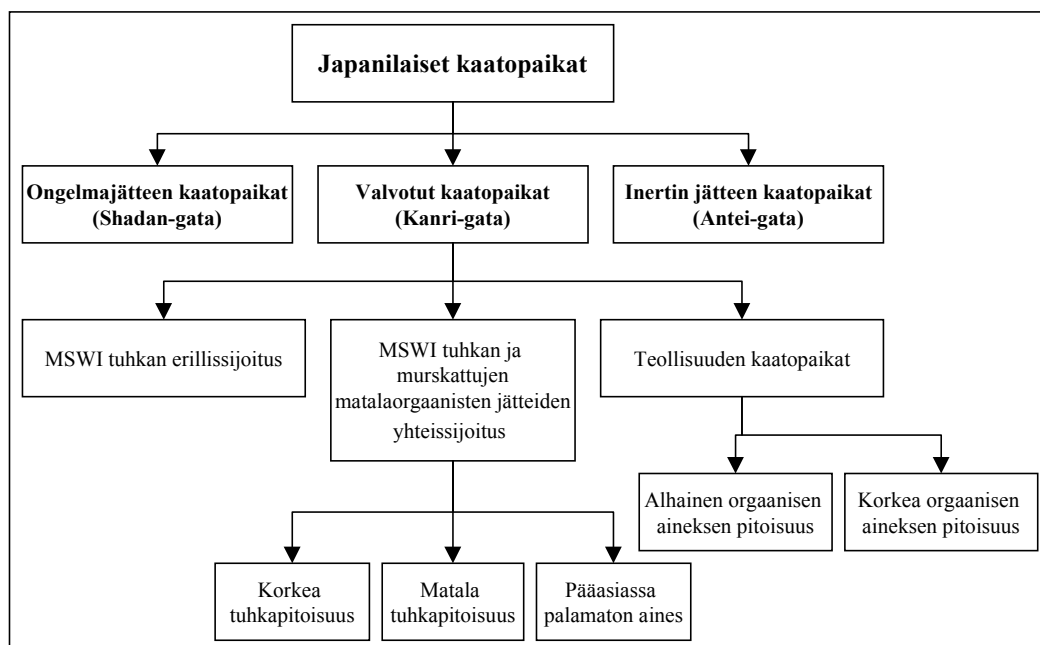 Japanilaiset kaatopaikat
Ongelmajätteen kaatopaikat
(Shadan-gata)
Valvotut kaatopaikat
(Kanri-gata)
Inertin jätteen kaatopaikat
(Antei-gata)
MSWI tuhkan erillissijoitus
MSWI tuhkan ja
murskattujen
matalaorgaanisten jätteiden
yhteissijoitus
Teollisuuden kaatopaikat
Alhainen orgaanisen
aineksen pitoisuus
Korkea orgaanisen
aineksen pitoisuus
Korkea
tuhkapitoisuus
Matala
tuhkapitoisuus
Pääasiassa
palamaton aines